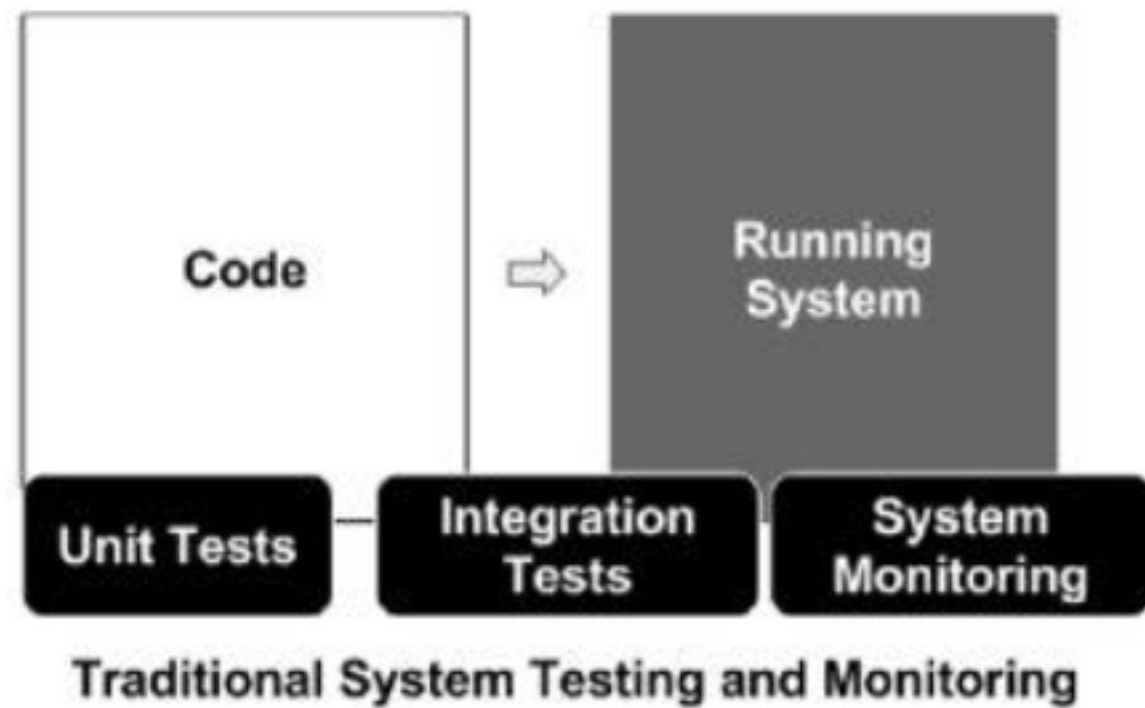 Code
Running
System
Unit Tests
Integration
Tests
System
Monitoring
Traditional System Testing and Monitoring